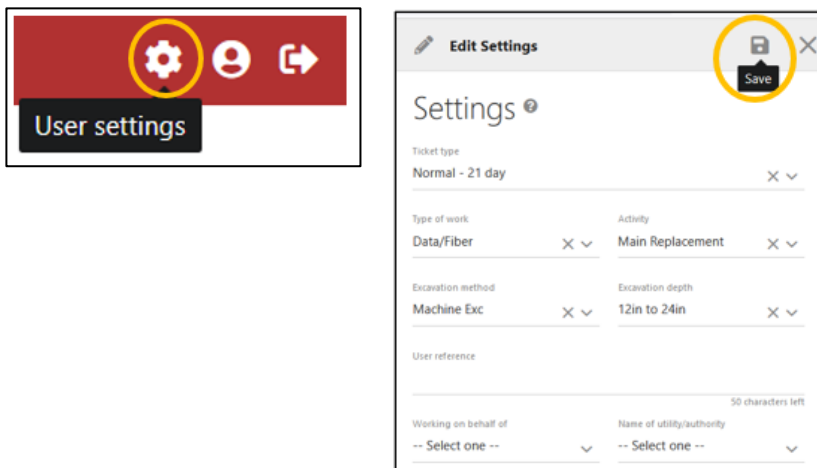 User settings
Edit Settings
Save
Settings
Ticket type
Normal - 21 day
Type of work
Activity
Data/Fiber
Main Replacement
Excavation method
Excavation depth
Machine Exc
12in to 24in
User reference
50 characters left
Working on behalf of
Name of utility/authority
-- Select one --
-- Select one --